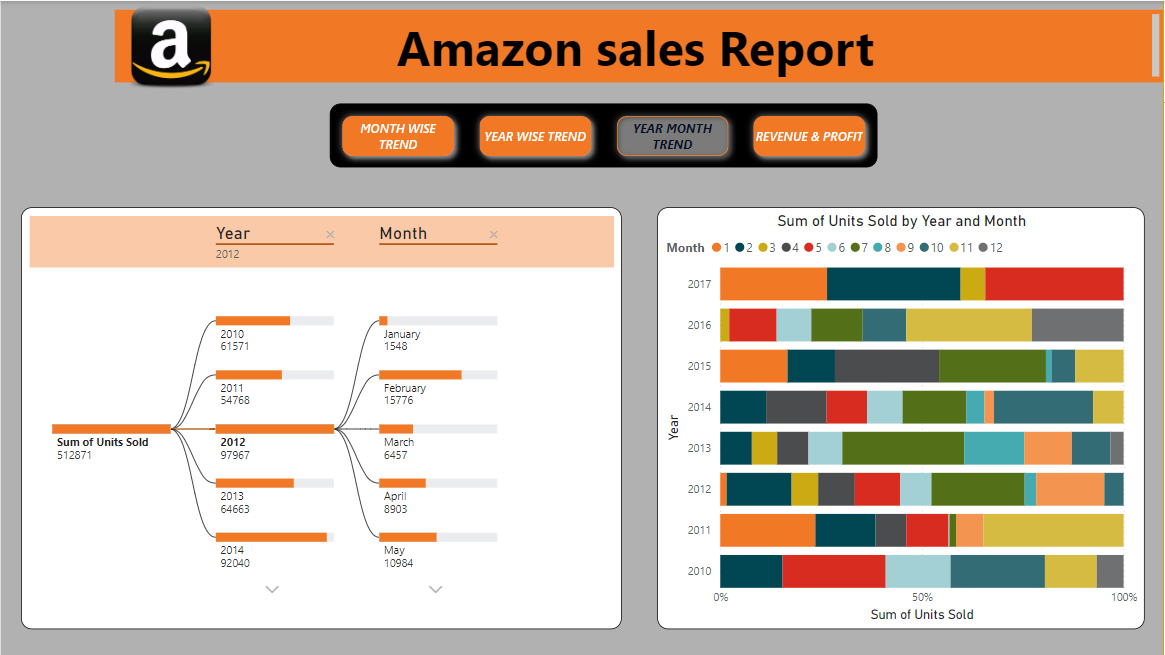 a
Amazon sales Report
MONTH WISE
TREND
YEAR WISE TREND
YEAR MONTH
TREND
REVENUE & PROFIT
Year
×
Month
×
2012
Sum of Units Sold
512871
2010
61571
2011
54768
2012
97967
2013
64663
2014
92040
January
1548
February
15776
March
6457
April
8903
May
10984
Sum of Units Sold by Year and Month
Month 1 2 3 4 5 6 7 8 9 10 11 12
Year
2017
2016
2015
2014
2013
2012
2011
2010
0% 50% 100%
Sum of Units Sold